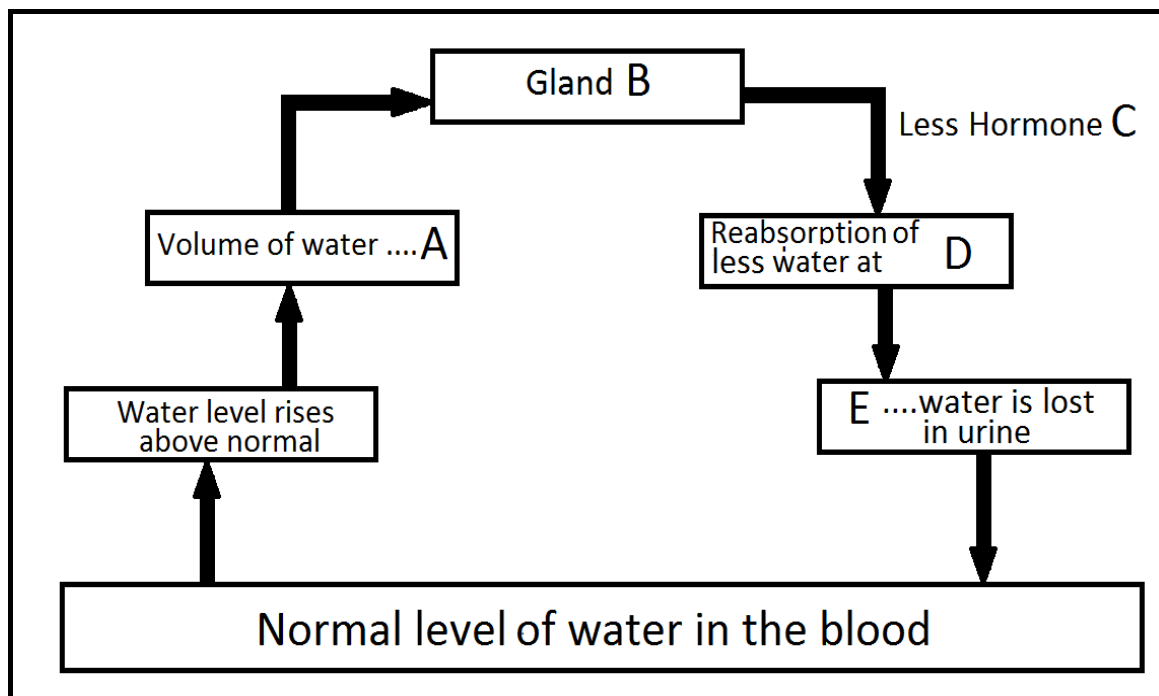 Gland B
Less Hormone C
Volume of water ....A
Reabsorption of
less water at D
Water level rises
above normal
E ....water is lost
in urine
Normal level of water in the blood